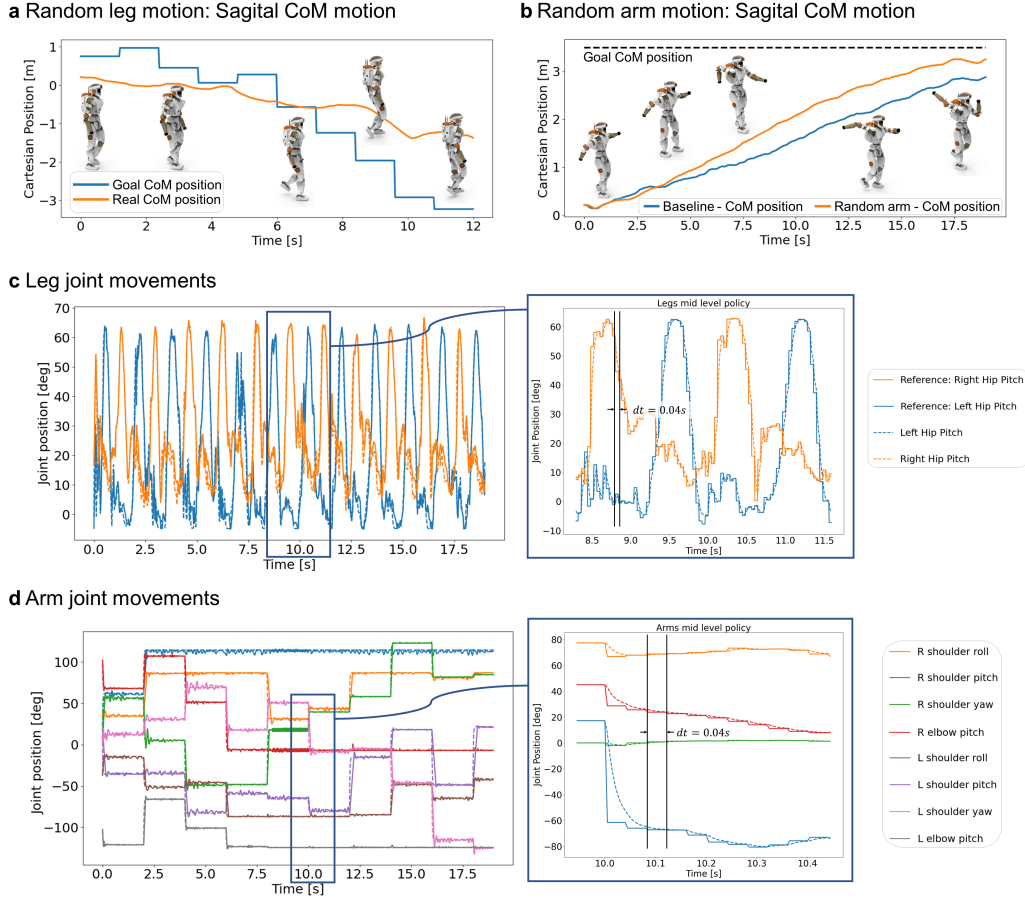 a Random leg motion: Sagital CoM motion
Cartesian Position [m]
1
0
−1
−2
−3
Goal CoM position
Real CoM position
0 2 4 6 8 10 12
Time [s]
b Random arm motion: Sagital CoM motion
Cartesian Position [m]
3
2
1
0
Goal CoM position
Baseline - CoM position
Random arm - CoM position
0.0 2.5 5.0 7.5 10.0 12.5 15.0 17.5
Time [s]
c Leg joint movements
Joint position [deg]
70
60
50
40
30
20
10
0
0.0 2.5 5.0 7.5 10.0 12.5 15.0 17.5
Time [s]
Legs mid level policy
Joint Position [deg]
60
50
40
30
20
10
0
−10
dt = 0.04s
8.5 9.0 9.5 10.0 10.5 11.0 11.5
Time [s]
Reference: Right Hip Pitch
Reference: Left Hip Pitch
Left Hip Pitch
Right Hip Pitch
d Arm joint movements
Joint position [deg]
100
50
0
−50
−100
0.0 2.5 5.0 7.5 10.0 12.5 15.0 17.5
Time [s]
Arms mid level policy
Joint Position [deg]
80
60
40
20
0
−20
−40
−60
−80
dt = 0.04s
10.0 10.1 10.2 10.3 10.4
Time [s]
R shoulder roll
R shoulder pitch
R shoulder yaw
R elbow pitch
L shoulder roll
L shoulder pitch
L shoulder yaw
L elbow pitch